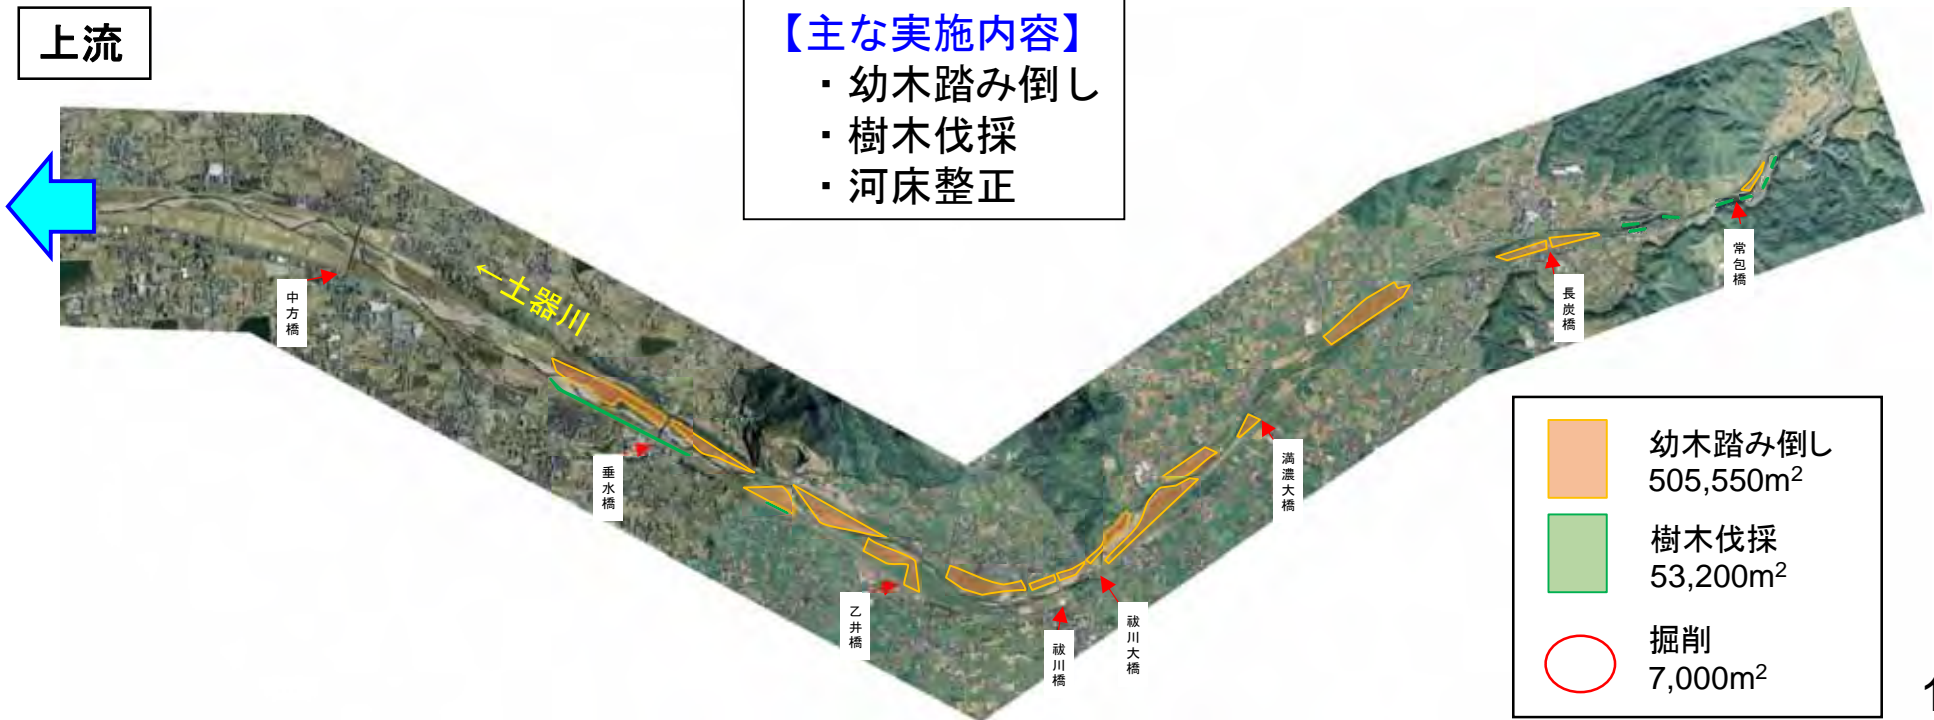 上流
【主な実施内容】
・幼木踏み倒し
・樹木伐採
・河床整正
←土器川
中方橋
垂水橋
乙井橋
祓川橋
祓川大橋
満濃大橋
長炭橋
常包橋
幼木踏み倒し
505,550m²
樹木伐採
53,200m²
掘削
7,000m²